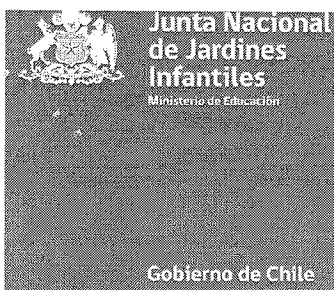 Junta Nacional
de Jardines
Infantiles
Ministerio de Educación
Gobierno de Chile